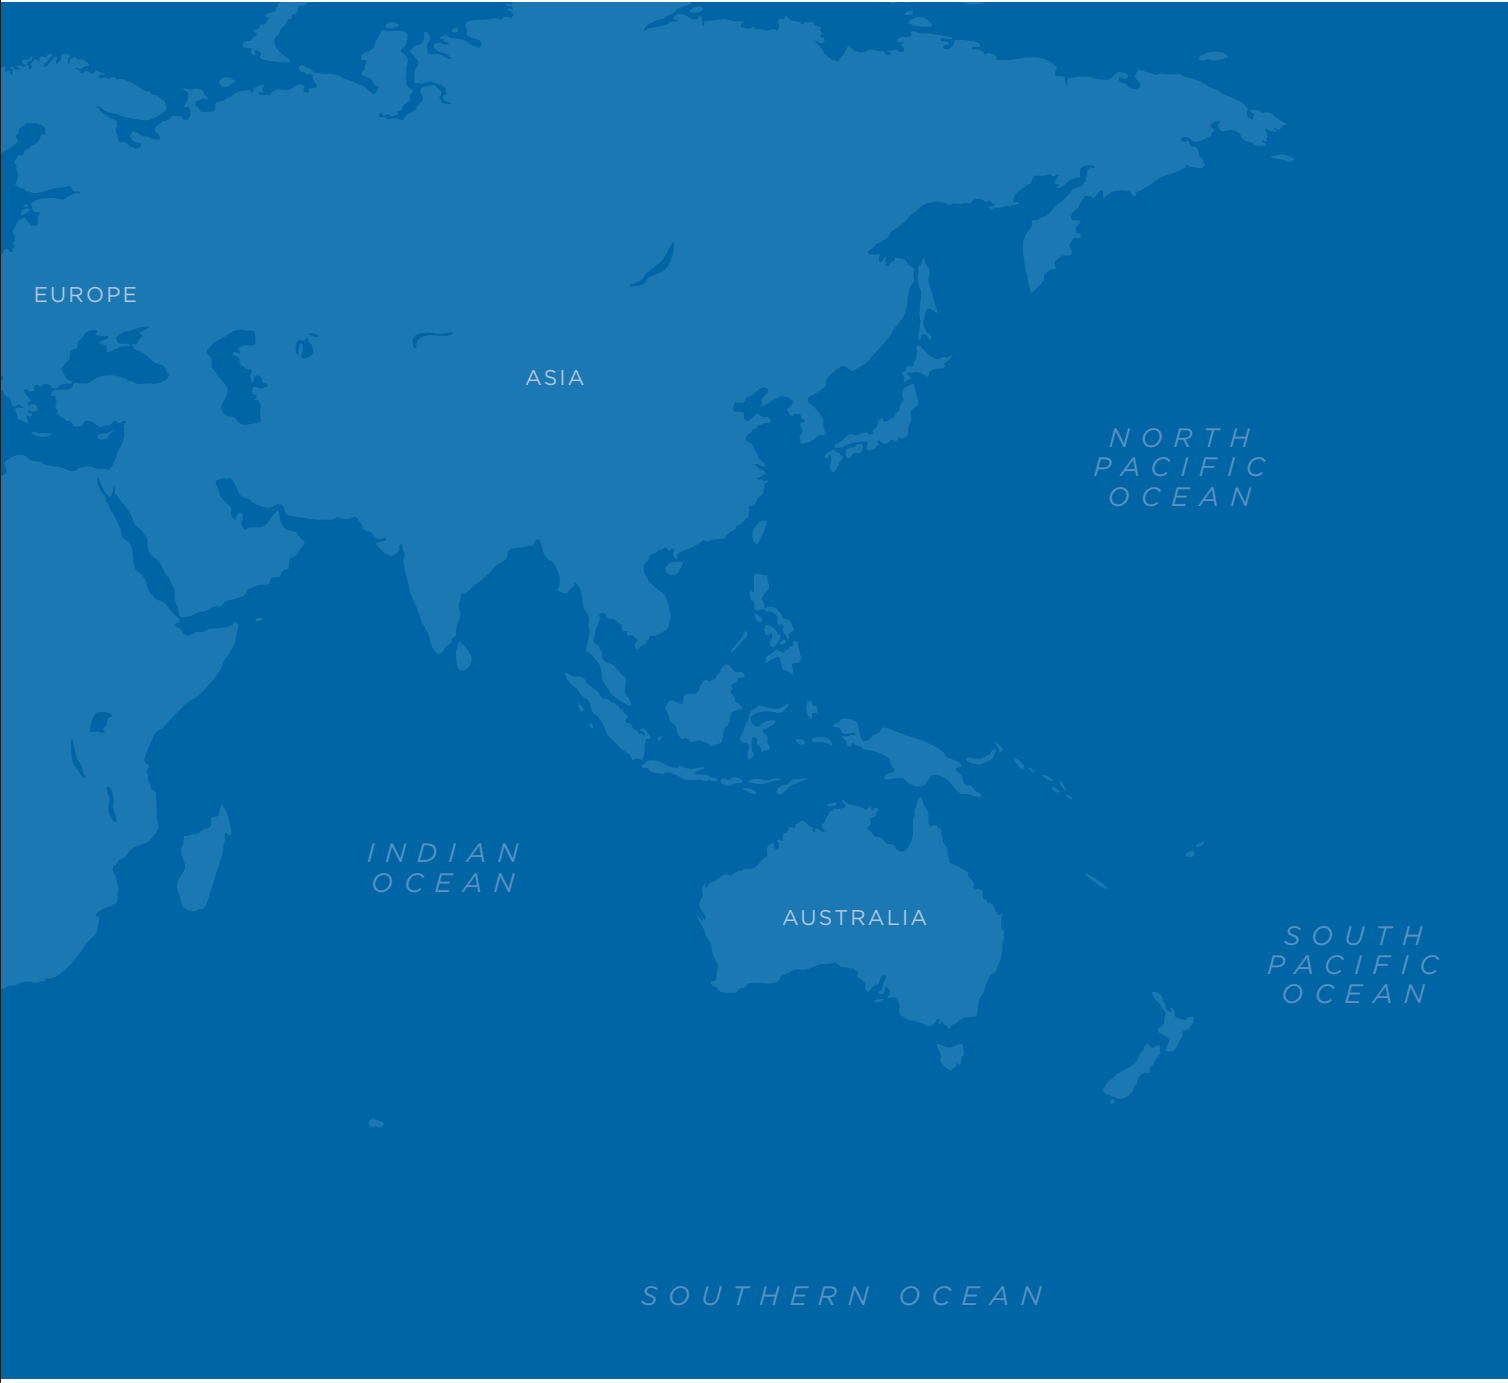 EUROPE
ASIA
NORTH
PACIFIC
OCEAN
INDIAN
OCEAN
AUSTRALIA
SOUTH
PACIFIC
OCEAN
SOUTHERN OCEAN